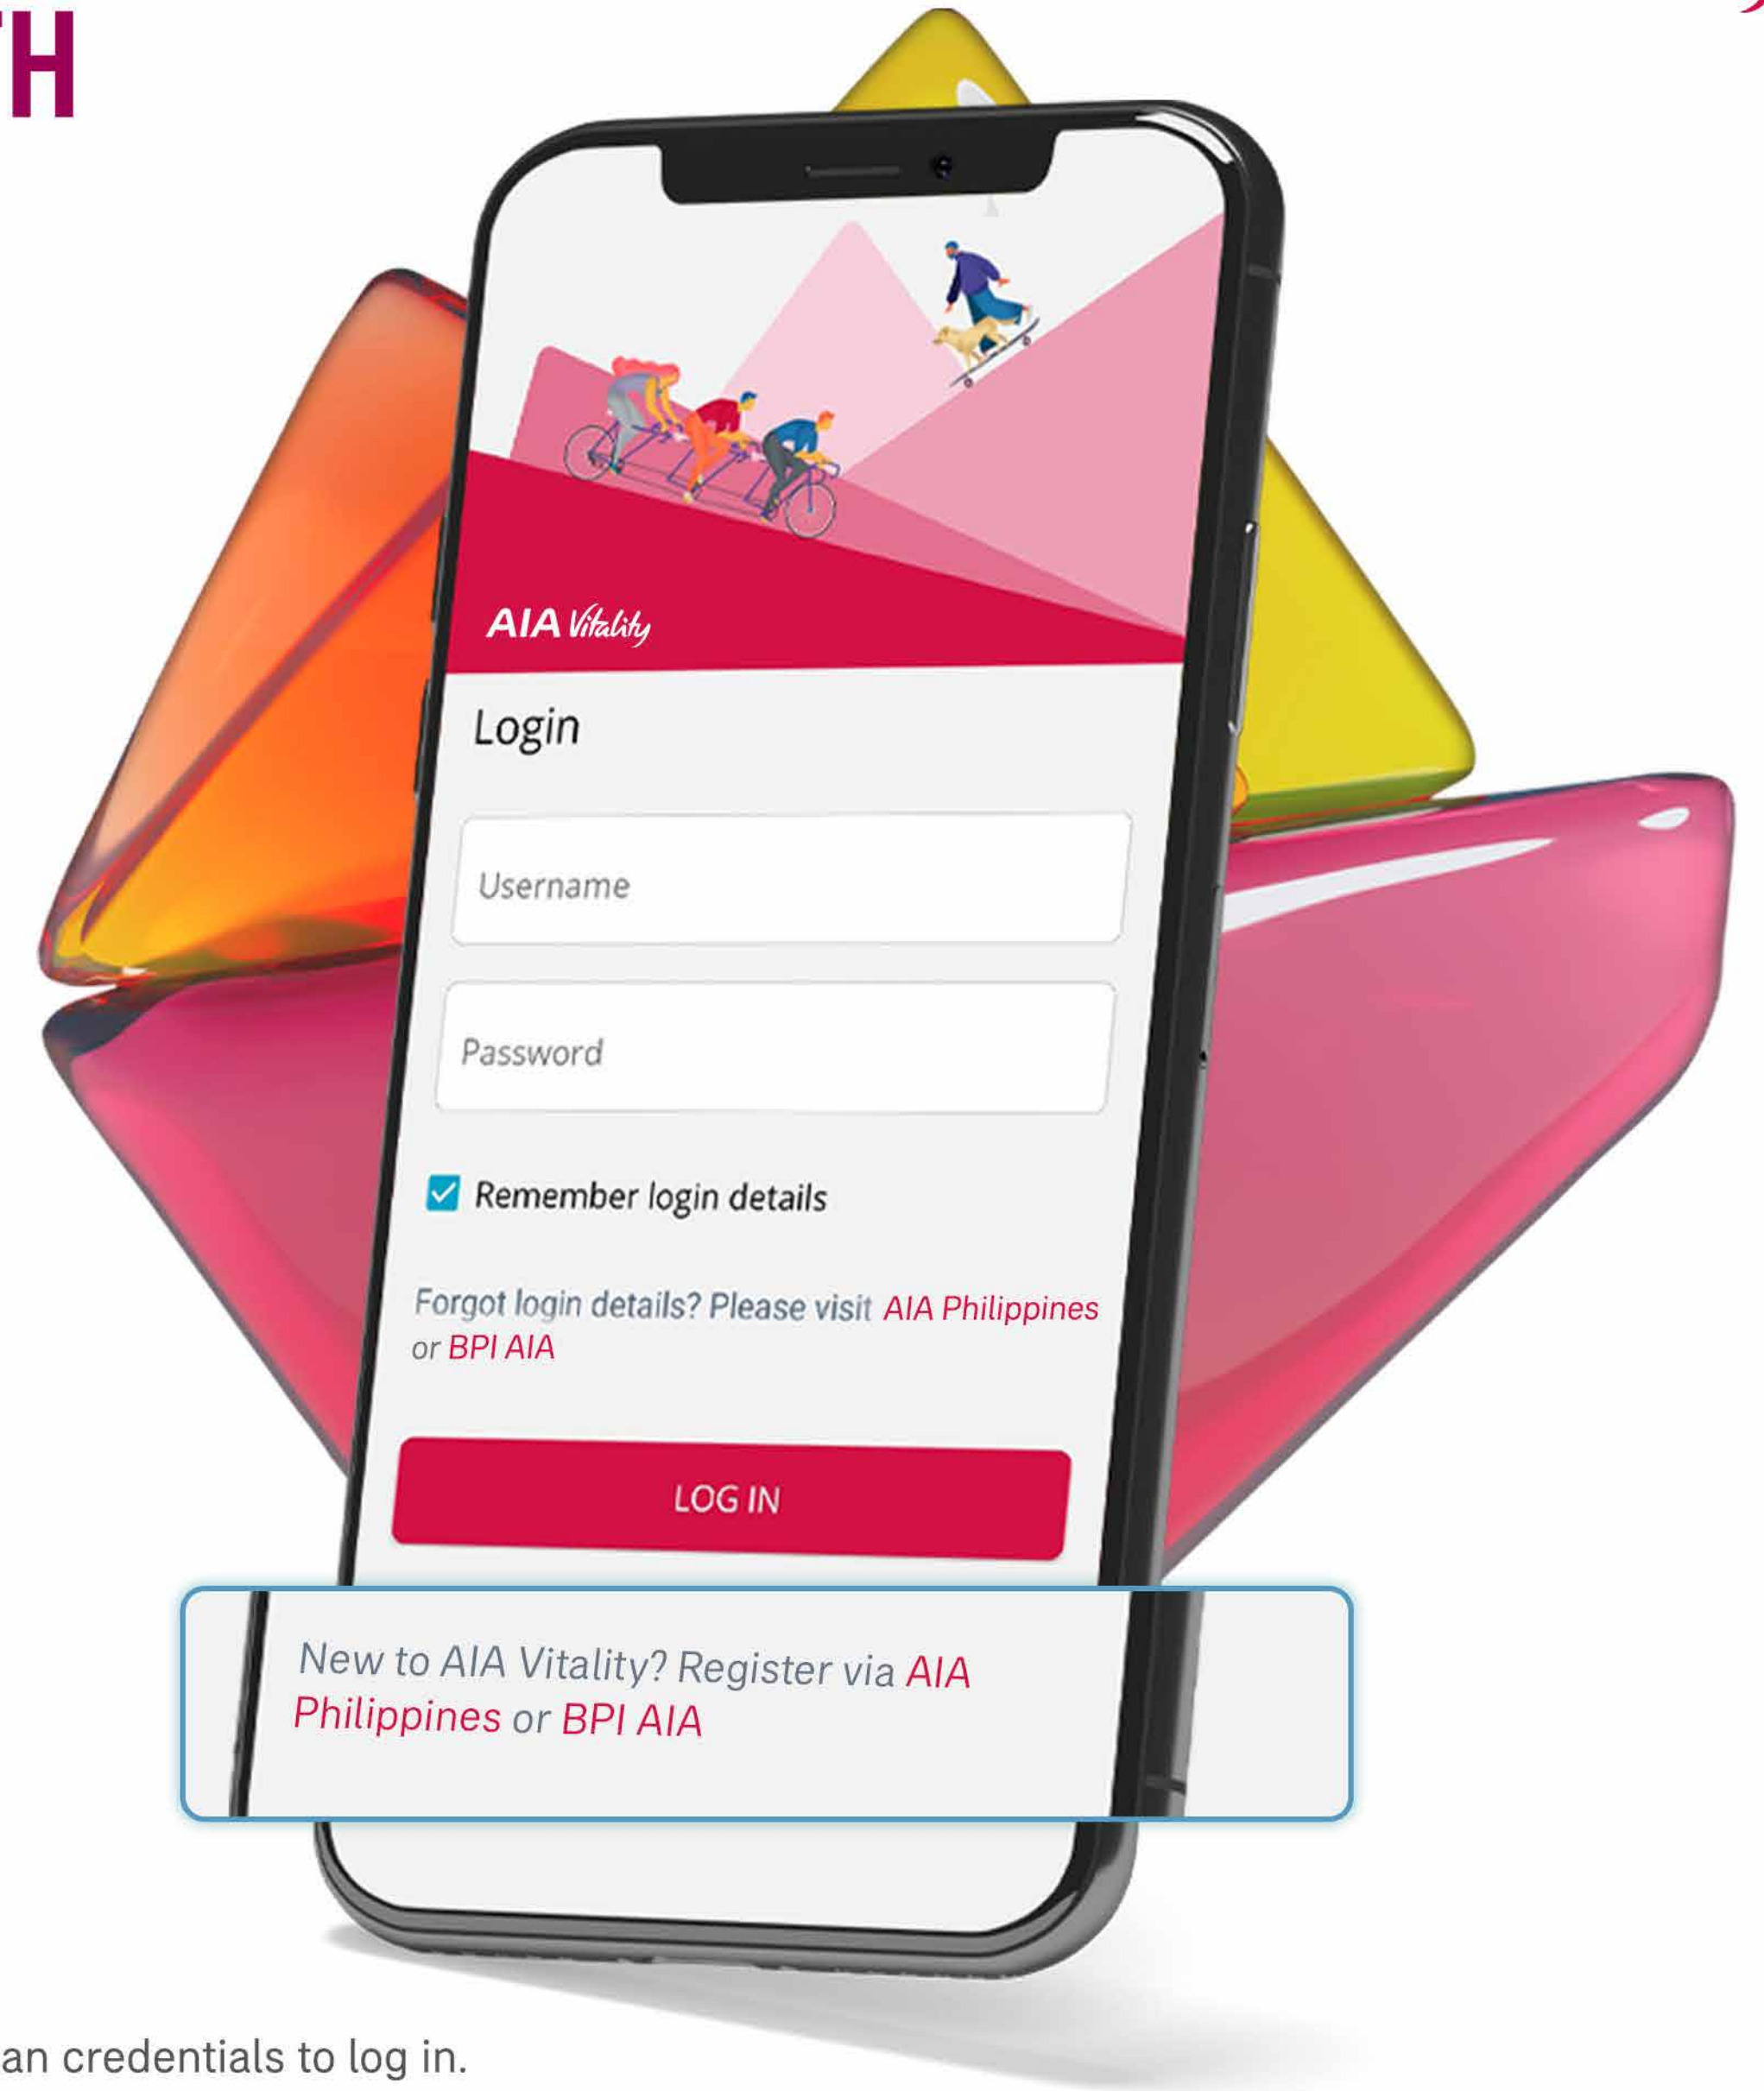 H
AIA Vitality
Login
Username
Password
Remember login details
Forgot login details? Please visit AIA Philippines
or BPI AIA
LOG IN
New to AIA Vitality? Register via AIA
Philippines or BPI AIA
an credentials to log in.